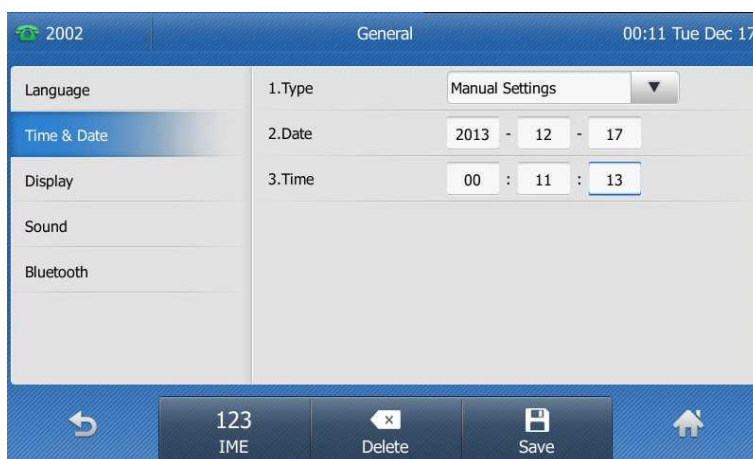 2002 General 00:11 Tue Dec 17
Language
Time & Date
Display
Sound
Bluetooth
1.Type Manual Settings
2.Date 2013 - 12 - 17
3.Time 00 : 11 : 13
123 IME
Delete
Save